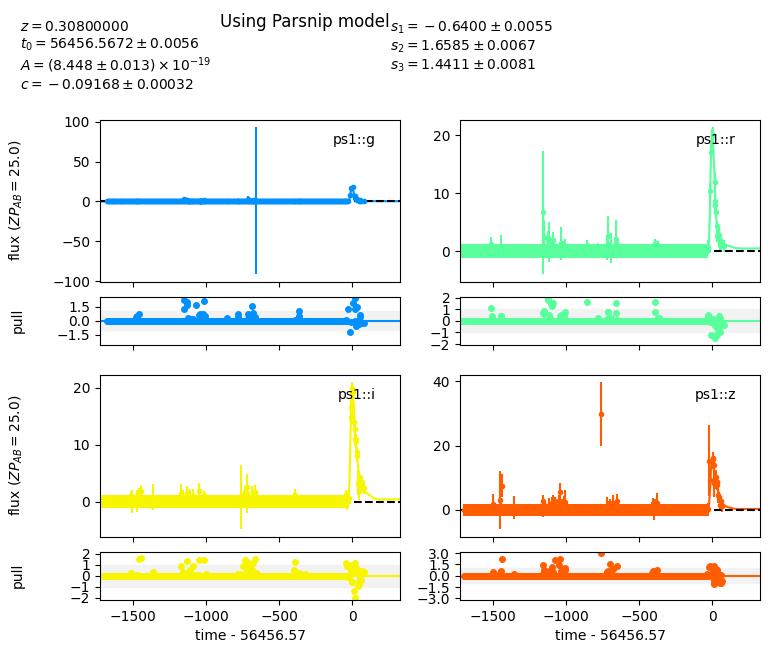 Using Parsnip model
z = 0.30800000
t0 = 56456.5672 ± 0.0056
A = (8.448 ± 0.013) × 10⁻¹⁹
c = −0.09168 ± 0.00032
s1 = −0.6400 ± 0.0055
s2 = 1.6585 ± 0.0067
s3 = 1.4411 ± 0.0081
flux (ZP_AB = 25.0)
100
50
0
−50
−100
ps1::g
20
10
0
ps1::r
pull
1.5
0.0
−1.5
2
1
0
−1
−2
flux (ZP_AB = 25.0)
20
10
0
ps1::i
40
20
0
ps1::z
pull
2
1
0
−1
−2
3.0
1.5
0.0
−1.5
−3.0
−1500 −1000 −500 0
−1500 −1000 −500 0
time - 56456.57
time - 56456.57